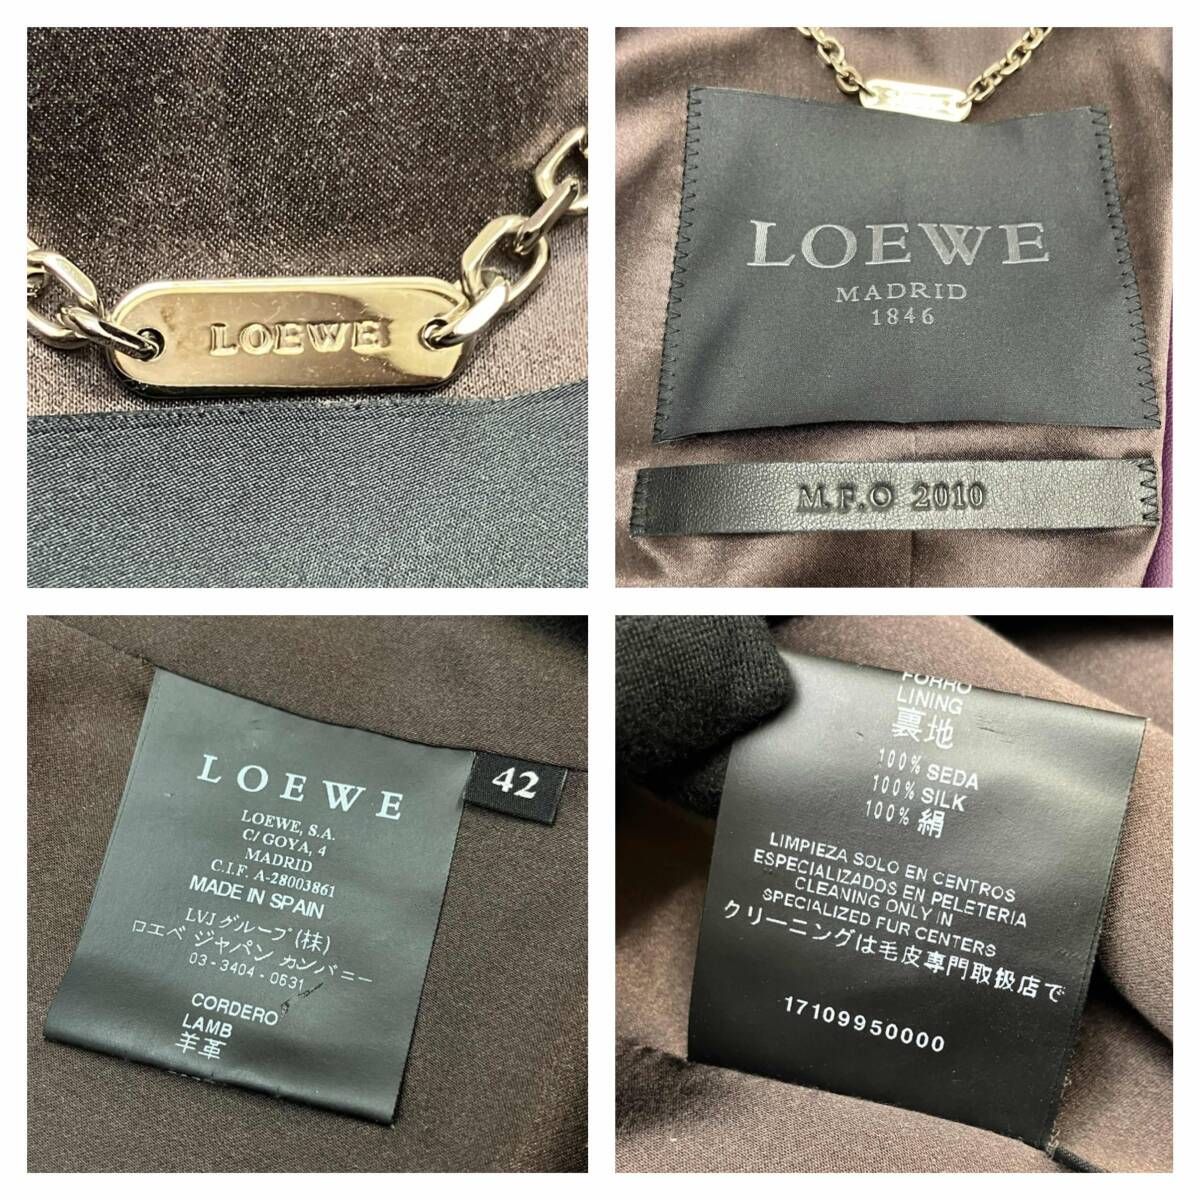 LOEWE
LOEWE
MADRID
1846
M.F.O 2010
LOEWE
42
LOEWE, S.A.
C/ GOYA, 4
MADRID
C.I.F. A-28003861
MADE IN SPAIN
LVJ グループ (株)
ロエベ ジャパン カンパニー
03-3404-0631
CORDERO
LAMB
羊革
FORRO
LINING
裏地
100% SEDA
100% SILK
100% 絹
LIMPIEZA SOLO EN CENTROS
ESPECIALIZADOS EN PELETERIA
CLEANING ONLY IN
SPECIALIZED FUR CENTERS
クリーニングは毛皮専門取扱店で
17109950000